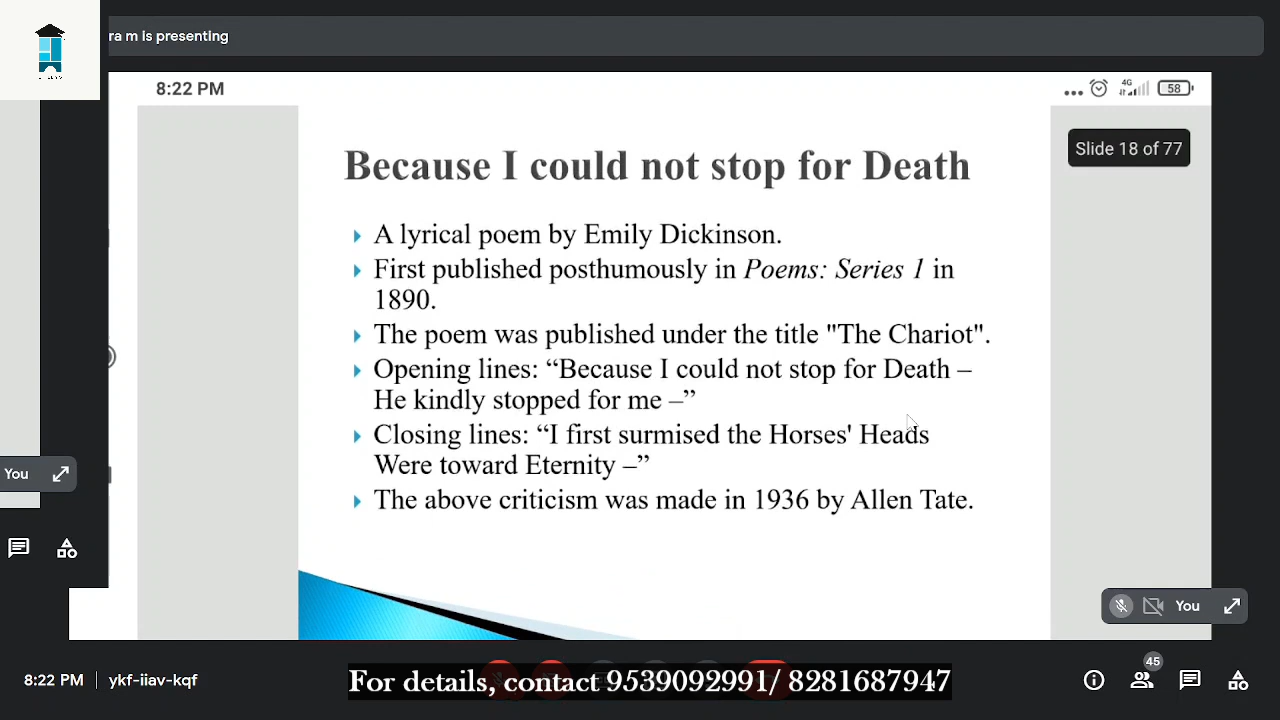 ra m is presenting
8:22 PM
4G
58
Slide 18 of 77
Because I could not stop for Death
A lyrical poem by Emily Dickinson.
First published posthumously in Poems: Series 1 in
1890.
The poem was published under the title "The Chariot".
Opening lines: “Because I could not stop for Death –
He kindly stopped for me –”
Closing lines: “I first surmised the Horses' Heads
Were toward Eternity –”
The above criticism was made in 1936 by Allen Tate.
You
You
8:22 PM | ykf-iiav-kqf
For details, contact 9539092991/ 8281687947
45